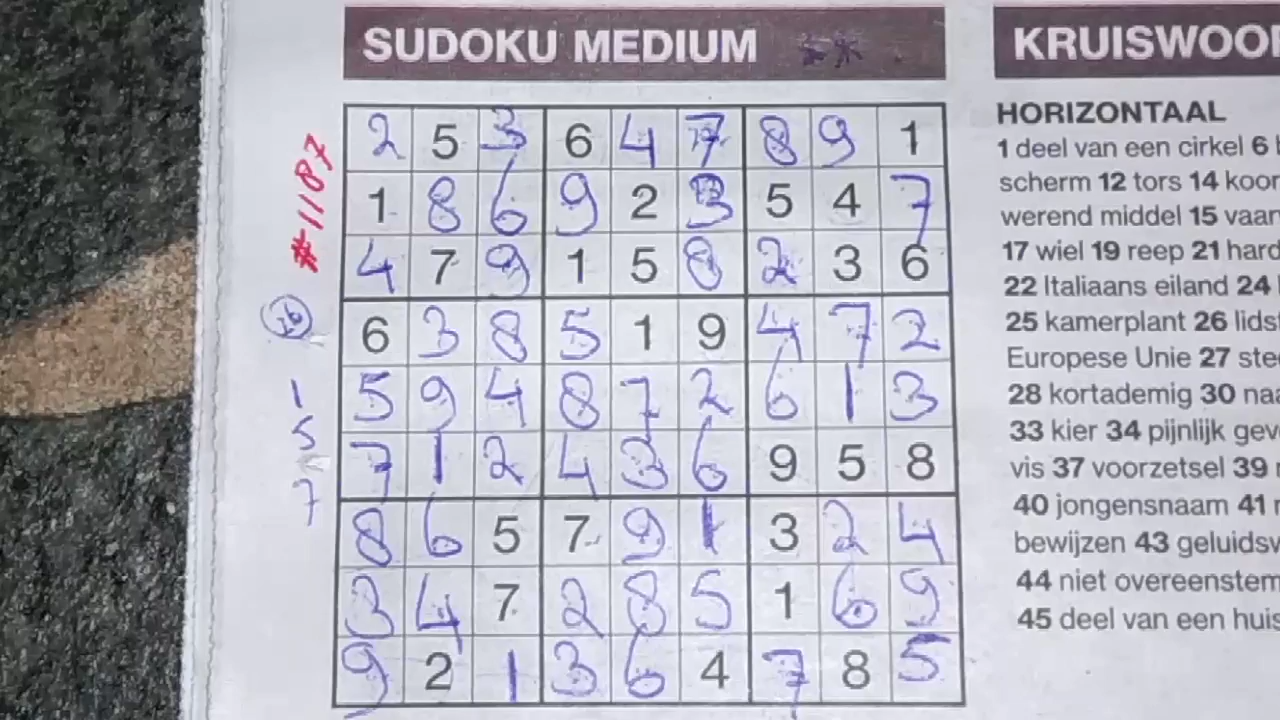 SUDOKU MEDIUM **
KRUISWOO
#1187
2 5 3 6 4 7 8 9 1
1 8 6 9 2 3 5 4 7
4 7 9 1 5 8 2 3 6
26
6 3 8 5 1 9 4 7 2
5 9 4 8 7 2 6 1 3
7 1 2 4 3 6 9 5 8
8 6 5 7 9 1 3 2 4
3 4 7 2 8 5 1 6 9
9 2 1 3 6 4 7 8 5
1
5
7
HORIZONTAAL
1 deel van een cirkel 6
scherm 12 tors 14 koor
werend middel 15 vaar
17 wiel 19 reep 21 hard
22 Italiaans eiland 24
25 kamerplant 26 lids
Europese Unie 27 ste
28 kortademig 30 naa
33 kier 34 pijnlijk gev
vis 37 voorzetsel 39
40 jongensnaam 41
bewijzen 43 geluidsv
44 niet overeenstem
45 deel van een huis